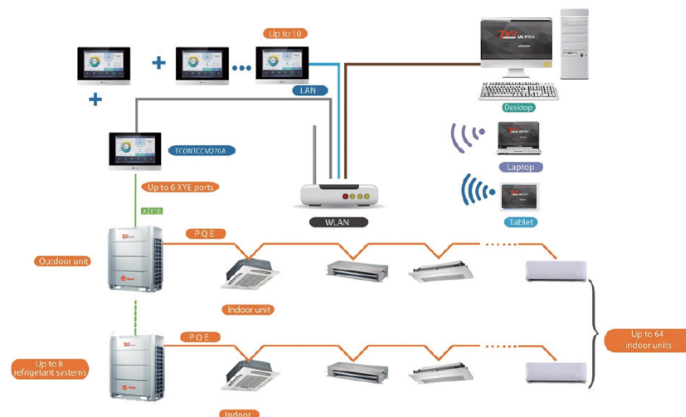 Up to 10
LAN
Desktop
TCONTCCM270A
Laptop
Up to 6 XYE ports
WLAN
Tablet
X Y E
P Q E
Outdoor unit
Indoor unit
Up to 64
indoor units
P Q E
Up to 8
refrigetant systems
Indoor